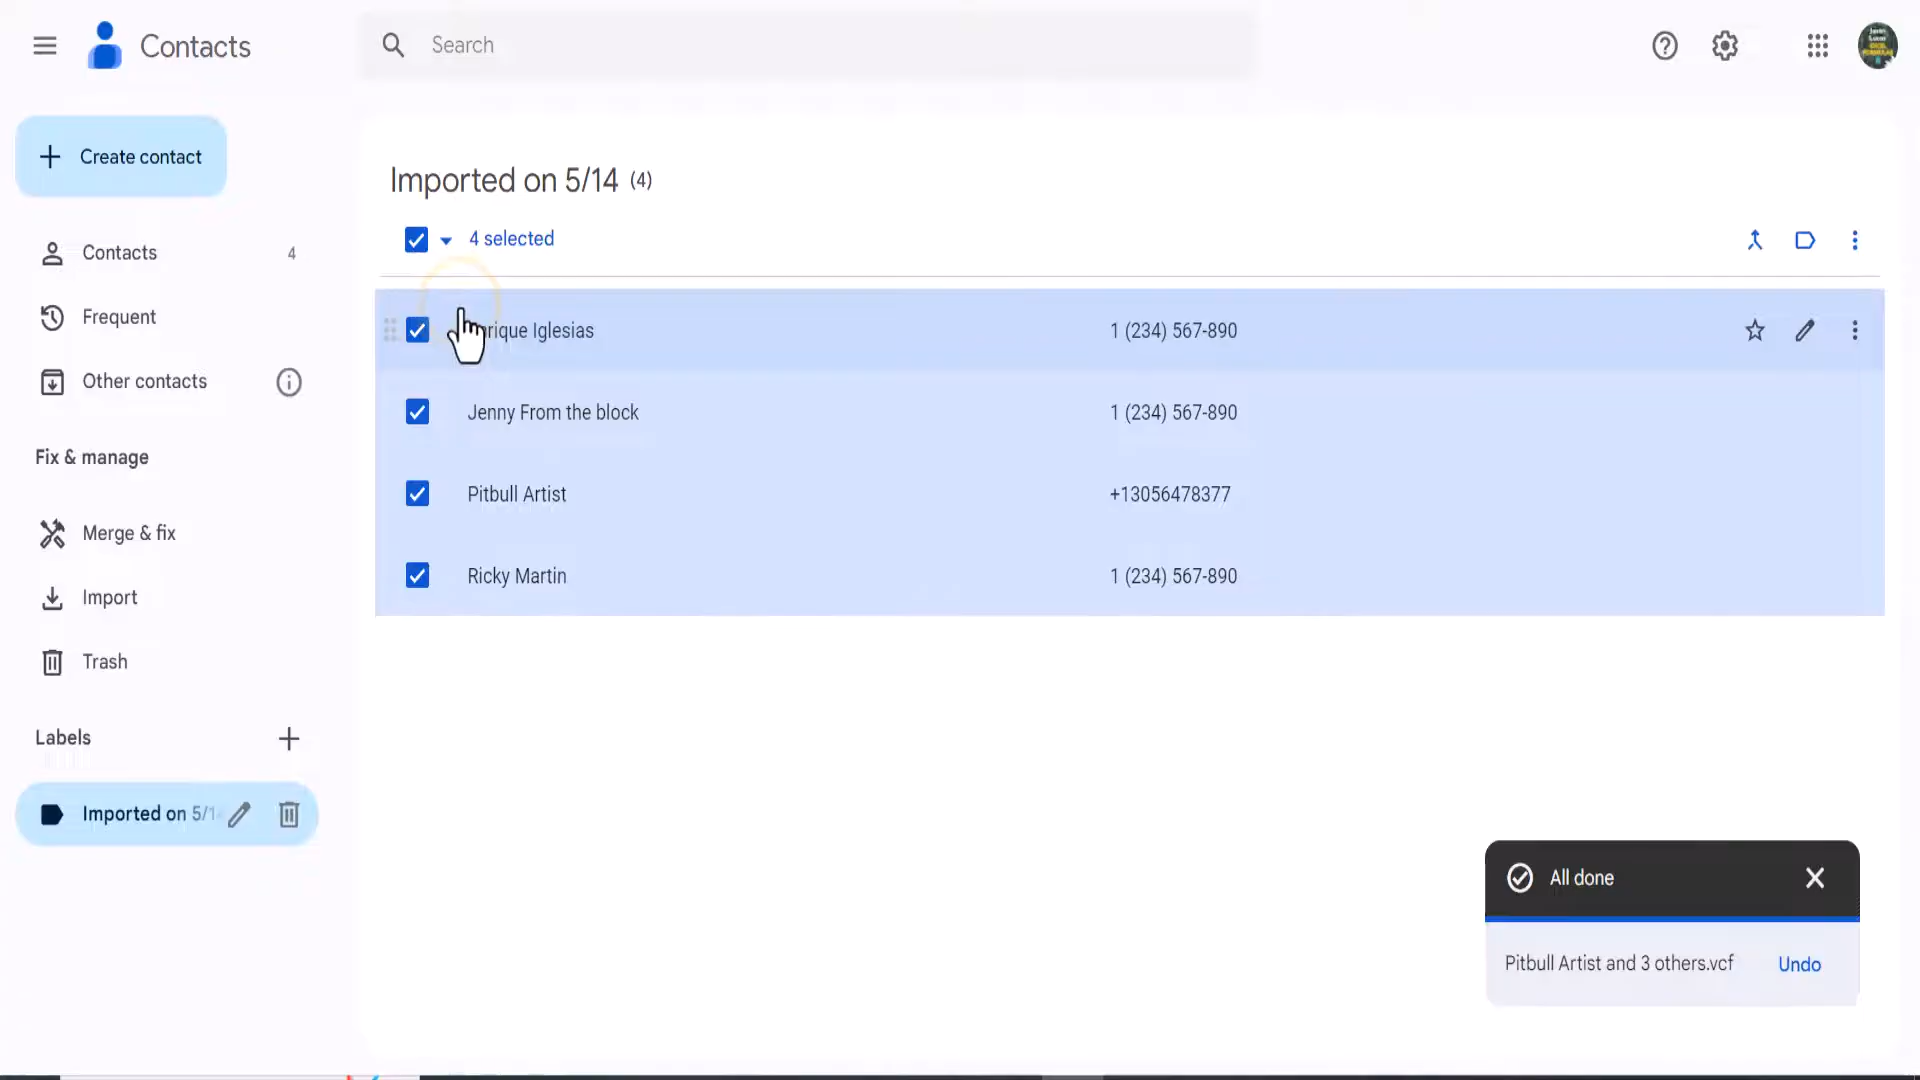 Contacts
Search
Create contact
Contacts 4
Frequent
Other contacts
Fix & manage
Merge & fix
Import
Trash
Labels
Imported on 5/1
Imported on 5/14 (4)
4 selected
rique Iglesias 1 (234) 567-890
Jenny From the block 1 (234) 567-890
Pitbull Artist +13056478377
Ricky Martin 1 (234) 567-890
All done
Pitbull Artist and 3 others.vcf Undo